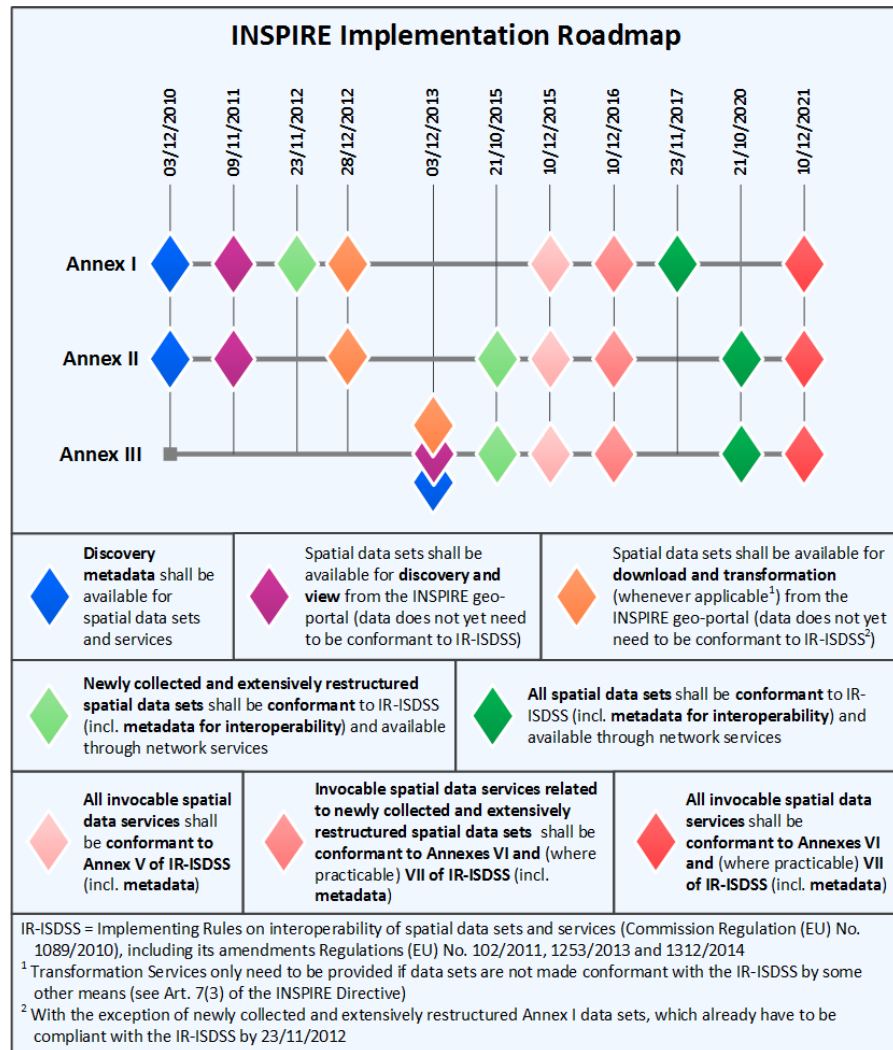 INSPIRE Implementation Roadmap
03/12/2010
09/11/2011
23/11/2012
28/12/2012
03/12/2013
21/10/2015
10/12/2015
10/12/2016
23/11/2017
21/10/2020
10/12/2021
Annex I
Annex II
Annex III
Discovery
metadata shall be
available for
spatial data sets
and services
Spatial data sets shall be
available for discovery and
view from the INSPIRE geo-
portal (data does not yet need
to be conformant to IR-ISDSS)
Spatial data sets shall be available for
download and transformation
(whenever applicable¹) from the
INSPIRE geo-portal (data does not yet
need to be conformant to IR-ISDSS²)
Newly collected and extensively restructured
spatial data sets shall be conformant to IR-ISDSS
(incl. metadata for interoperability) and available
through network services
All spatial data sets shall be conformant to IR-
ISDSS (incl. metadata for interoperability) and
available through network services
All invocable spatial
data services shall
be conformant to
Annex V of IR-ISDSS
(incl. metadata)
Invocable spatial data services related
to newly collected and extensively
restructured spatial data sets shall be
conformant to Annexes VI and (where
practicable) VII of IR-ISDSS (incl.
metadata)
All invocable spatial data
services shall be
conformant to Annexes VI
and (where practicable) VII
of IR-ISDSS (incl. metadata)
IR-ISDSS = Implementing Rules on interoperability of spatial data sets and services (Commission Regulation (EU) No.
1089/2010), including its amendments Regulations (EU) No. 102/2011, 1253/2013 and 1312/2014
¹ Transformation Services only need to be provided if data sets are not made conformant with the IR-ISDSS by some
other means (see Art. 7(3) of the INSPIRE Directive)
² With the exception of newly collected and extensively restructured Annex I data sets, which already have to be
compliant with the IR-ISDSS by 23/11/2012